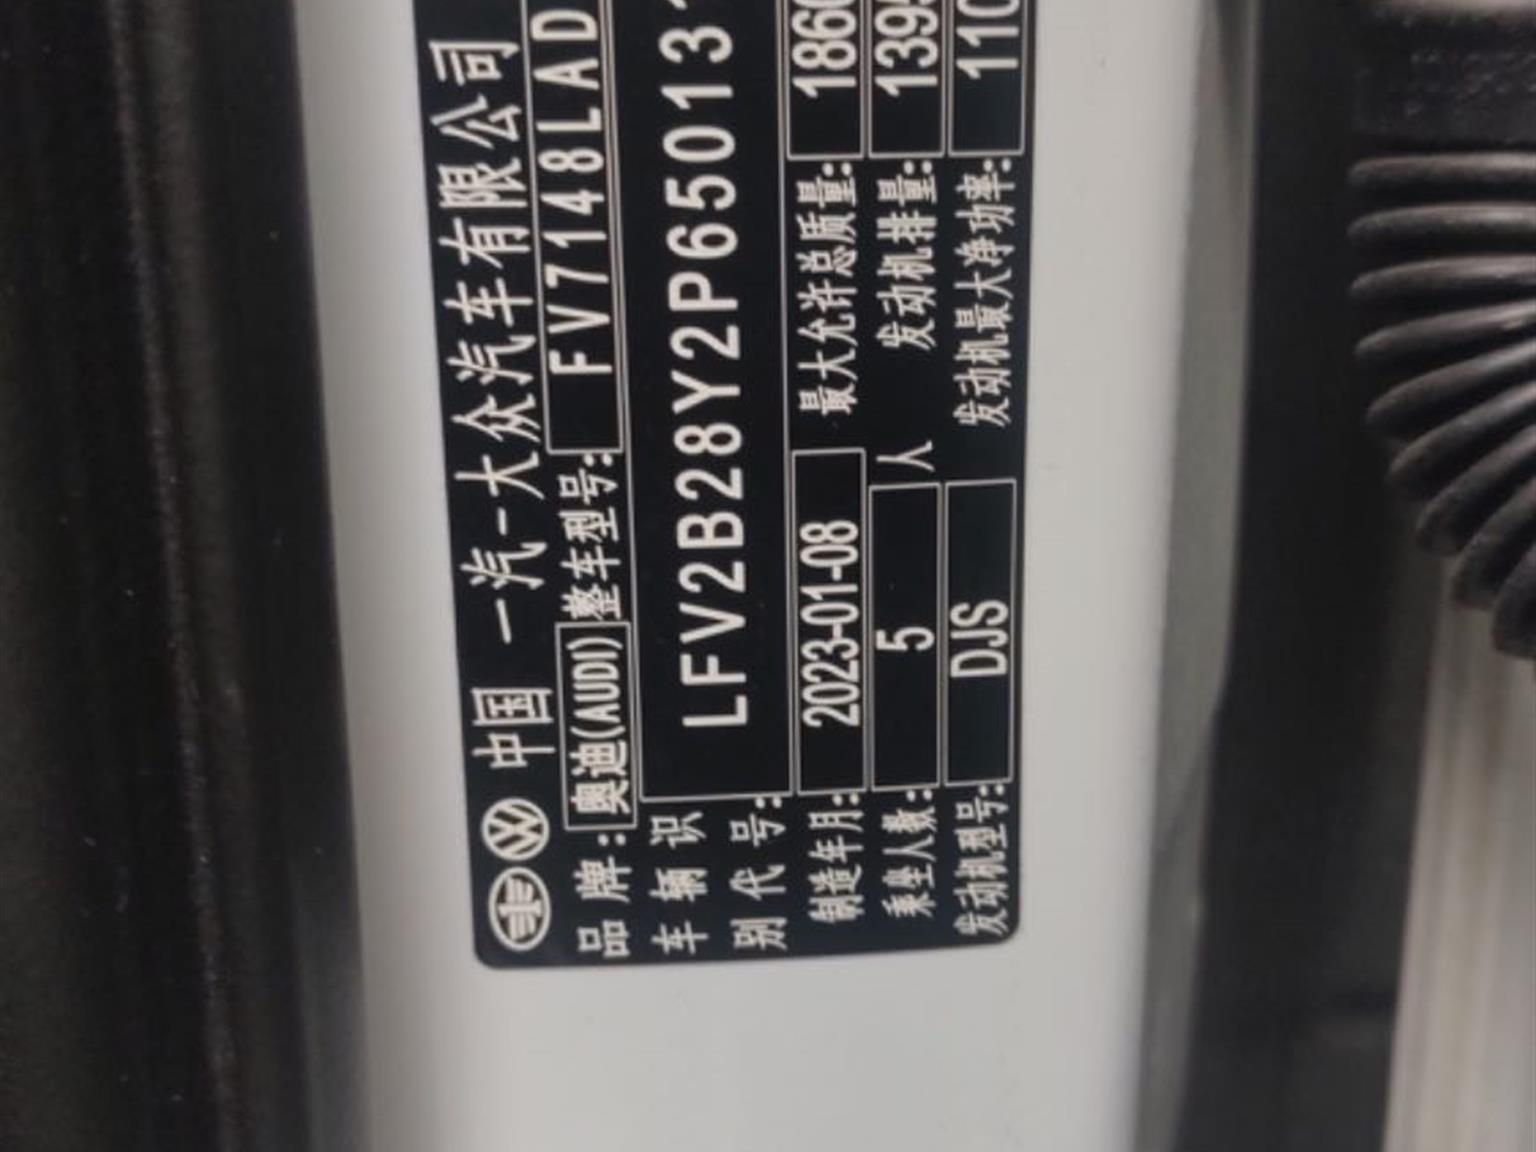 中国 一汽-大众汽车有限公司
品牌: 奥迪(AUDI) 整车型号: FV7148LAD
车辆识别代号: LFV2B28Y2P65013
制造年月: 2023-01-08 最大允许总质量: 186
乘坐人数: 5 人 发动机排量: 139
发动机型号: DJS 发动机最大净功率: 110